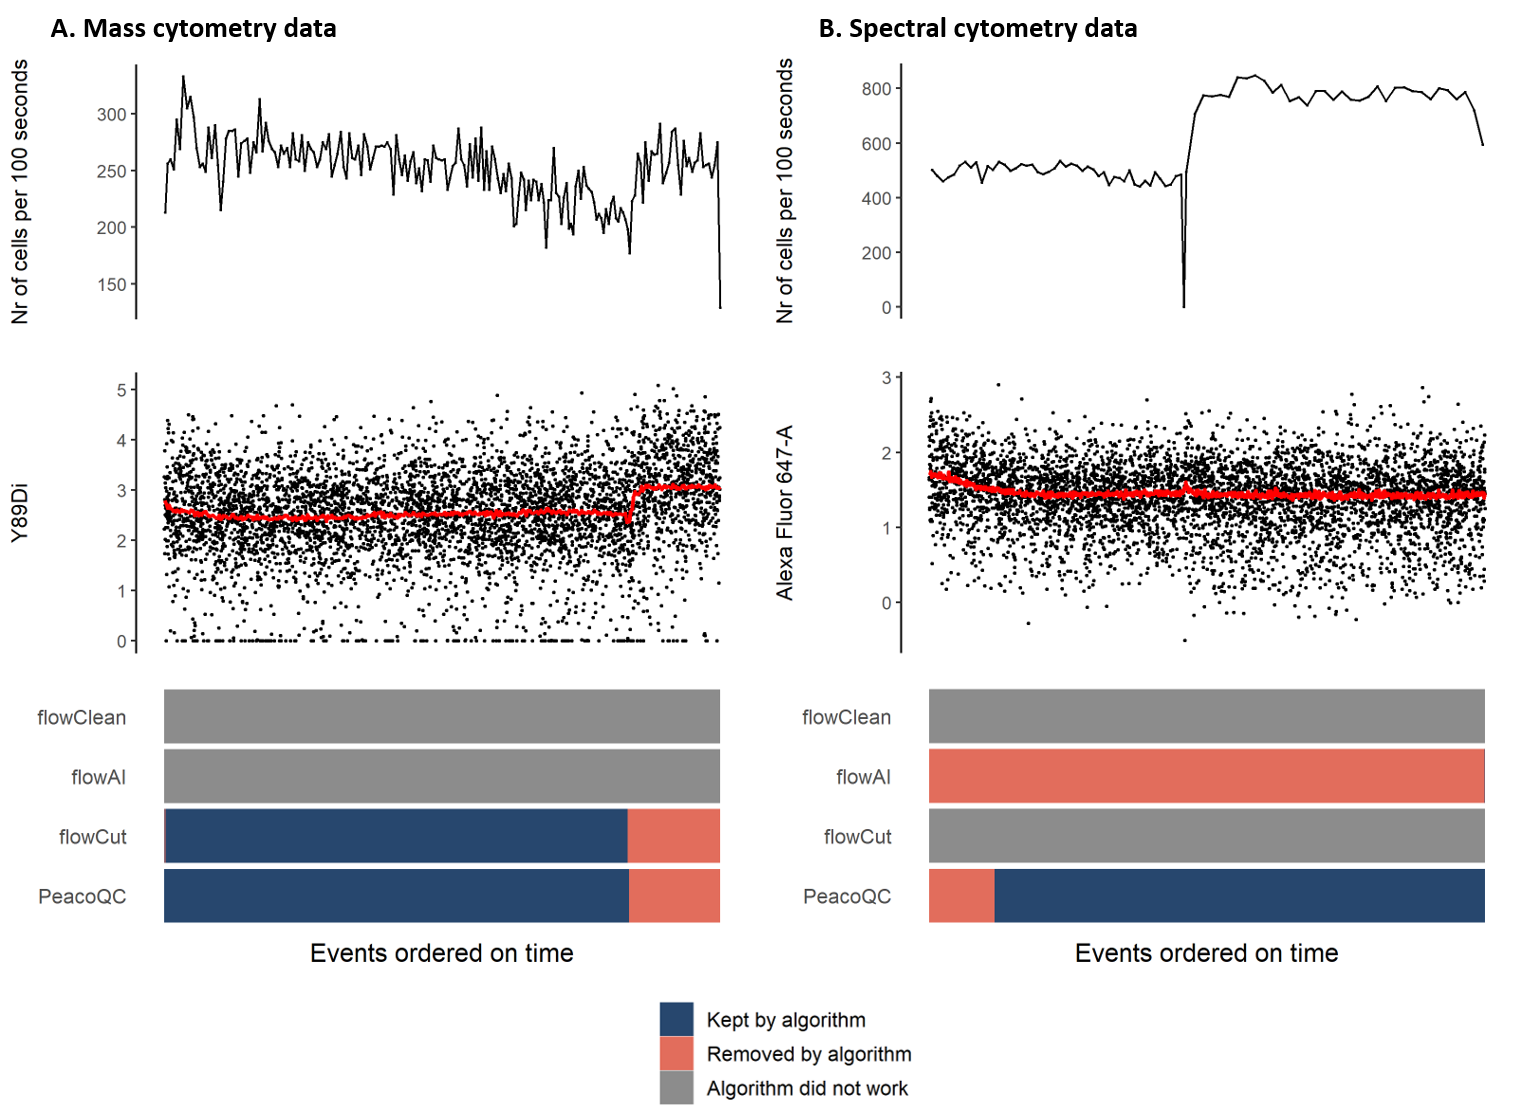 A. Mass cytometry data
Nr of cells per 100 seconds
300
250
200
150
Y89Di
5
4
3
2
1
0
flowClean
flowAI
flowCut
PeacoQC
Events ordered on time
B. Spectral cytometry data
Nr of cells per 100 seconds
800
600
400
200
0
Alexa Fluor 647-A
3
2
1
0
flowClean
flowAI
flowCut
PeacoQC
Events ordered on time
Kept by algorithm
Removed by algorithm
Algorithm did not work